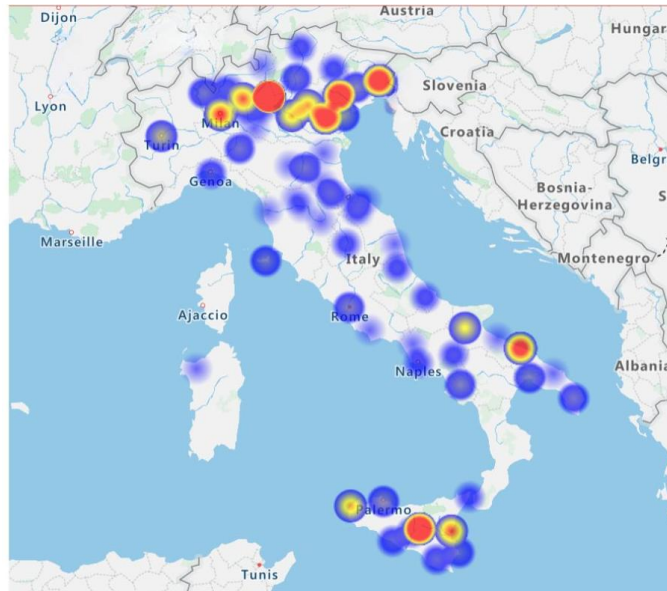 Austria
Dijon
Hungar
Slovenia
Lyon
Milan
Croatia
Turin
Belgr
Genoa
Bosnia-
Herzegovina
S
Marseille
Italy
Montenegro
Ajaccio
Rome
Albania
Naples
Palermo
Tunis